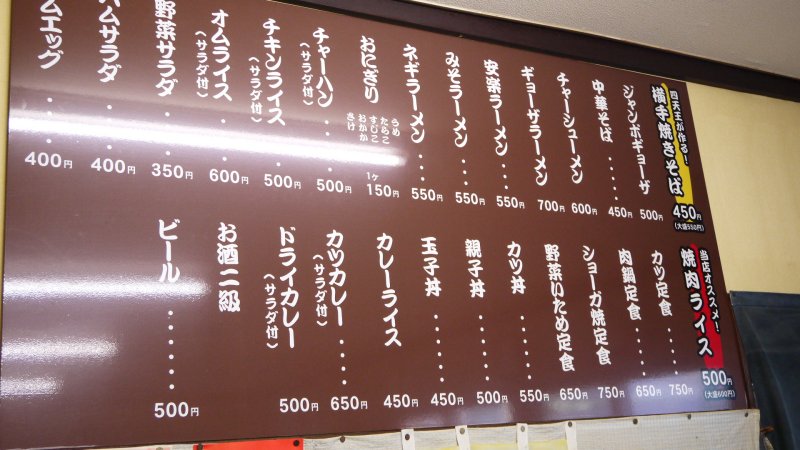 四天王が作る!
横手焼きそば 450円
(大盛550円)
ジャンボギョーザ 500円
中華そば ..... 450円
チャーシューメン 600円
ギョーザラーメン 700円
安楽ラーメン .. 550円
みそラーメン ... 550円
ネギラーメン ... 550円
おにぎり
うめ
たらこ
すじこ
おかか
さけ
1ケ
150円
チャーハン .... 500円
(サラダ付)
チキンライス .. 500円
(サラダ付)
オムライス .... 600円
(サラダ付)
野菜サラダ .... 350円
ハムサラダ .... 400円
ムエッグ .... 400円
当店オススメ!
焼肉ライス
500円
(大盛600円)
カツ定食 .... 750円
肉鍋定食 .... 650円
ショーガ焼定食 . 750円
野菜いため定食 650円
カツ丼 ...... 550円
親子丼 ...... 500円
玉子丼 ...... 450円
カレーライス ... 450円
カツカレー .... 650円
(サラダ付)
ドライカレー ... 500円
(サラダ付)
お酒二級
ビール ....... 500円